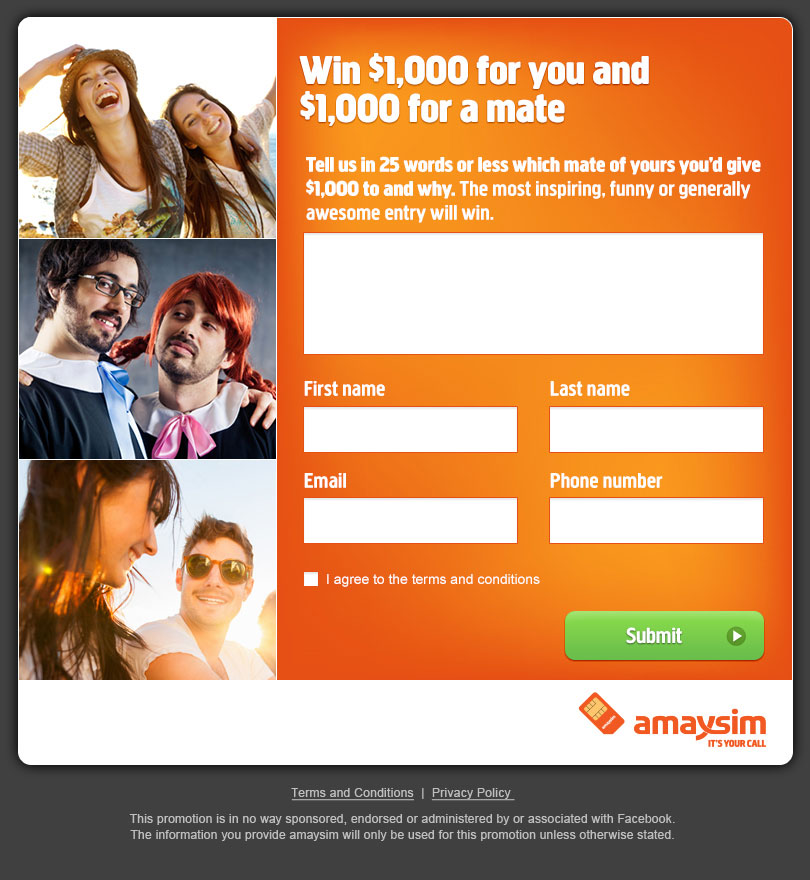 Win $1,000 for you and
$1,000 for a mate
Tell us in 25 words or less which mate of yours you'd give
$1,000 to and why. The most inspiring, funny or generally
awesome entry will win.
First name
Last name
Email
Phone number
I agree to the terms and conditions
Submit
amaysim
IT'S YOUR CALL
Terms and Conditions | Privacy Policy
This promotion is in no way sponsored, endorsed or administered by or associated with Facebook.
The information you provide amaysim will only be used for this promotion unless otherwise stated.